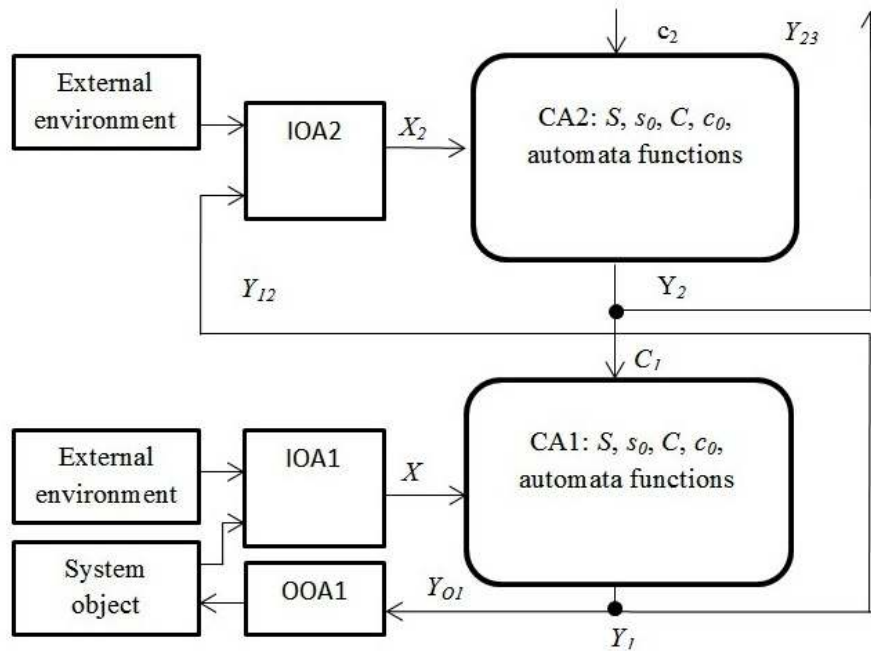 c₂
Y₂₃
External
environment
IOA2
X₂
CA2: S, s₀, C, c₀,
automata functions
Y₁₂
Y₂
C₁
External
environment
IOA1
X
CA1: S, s₀, C, c₀,
automata functions
System
object
OOA1
Y_O1
Y₁